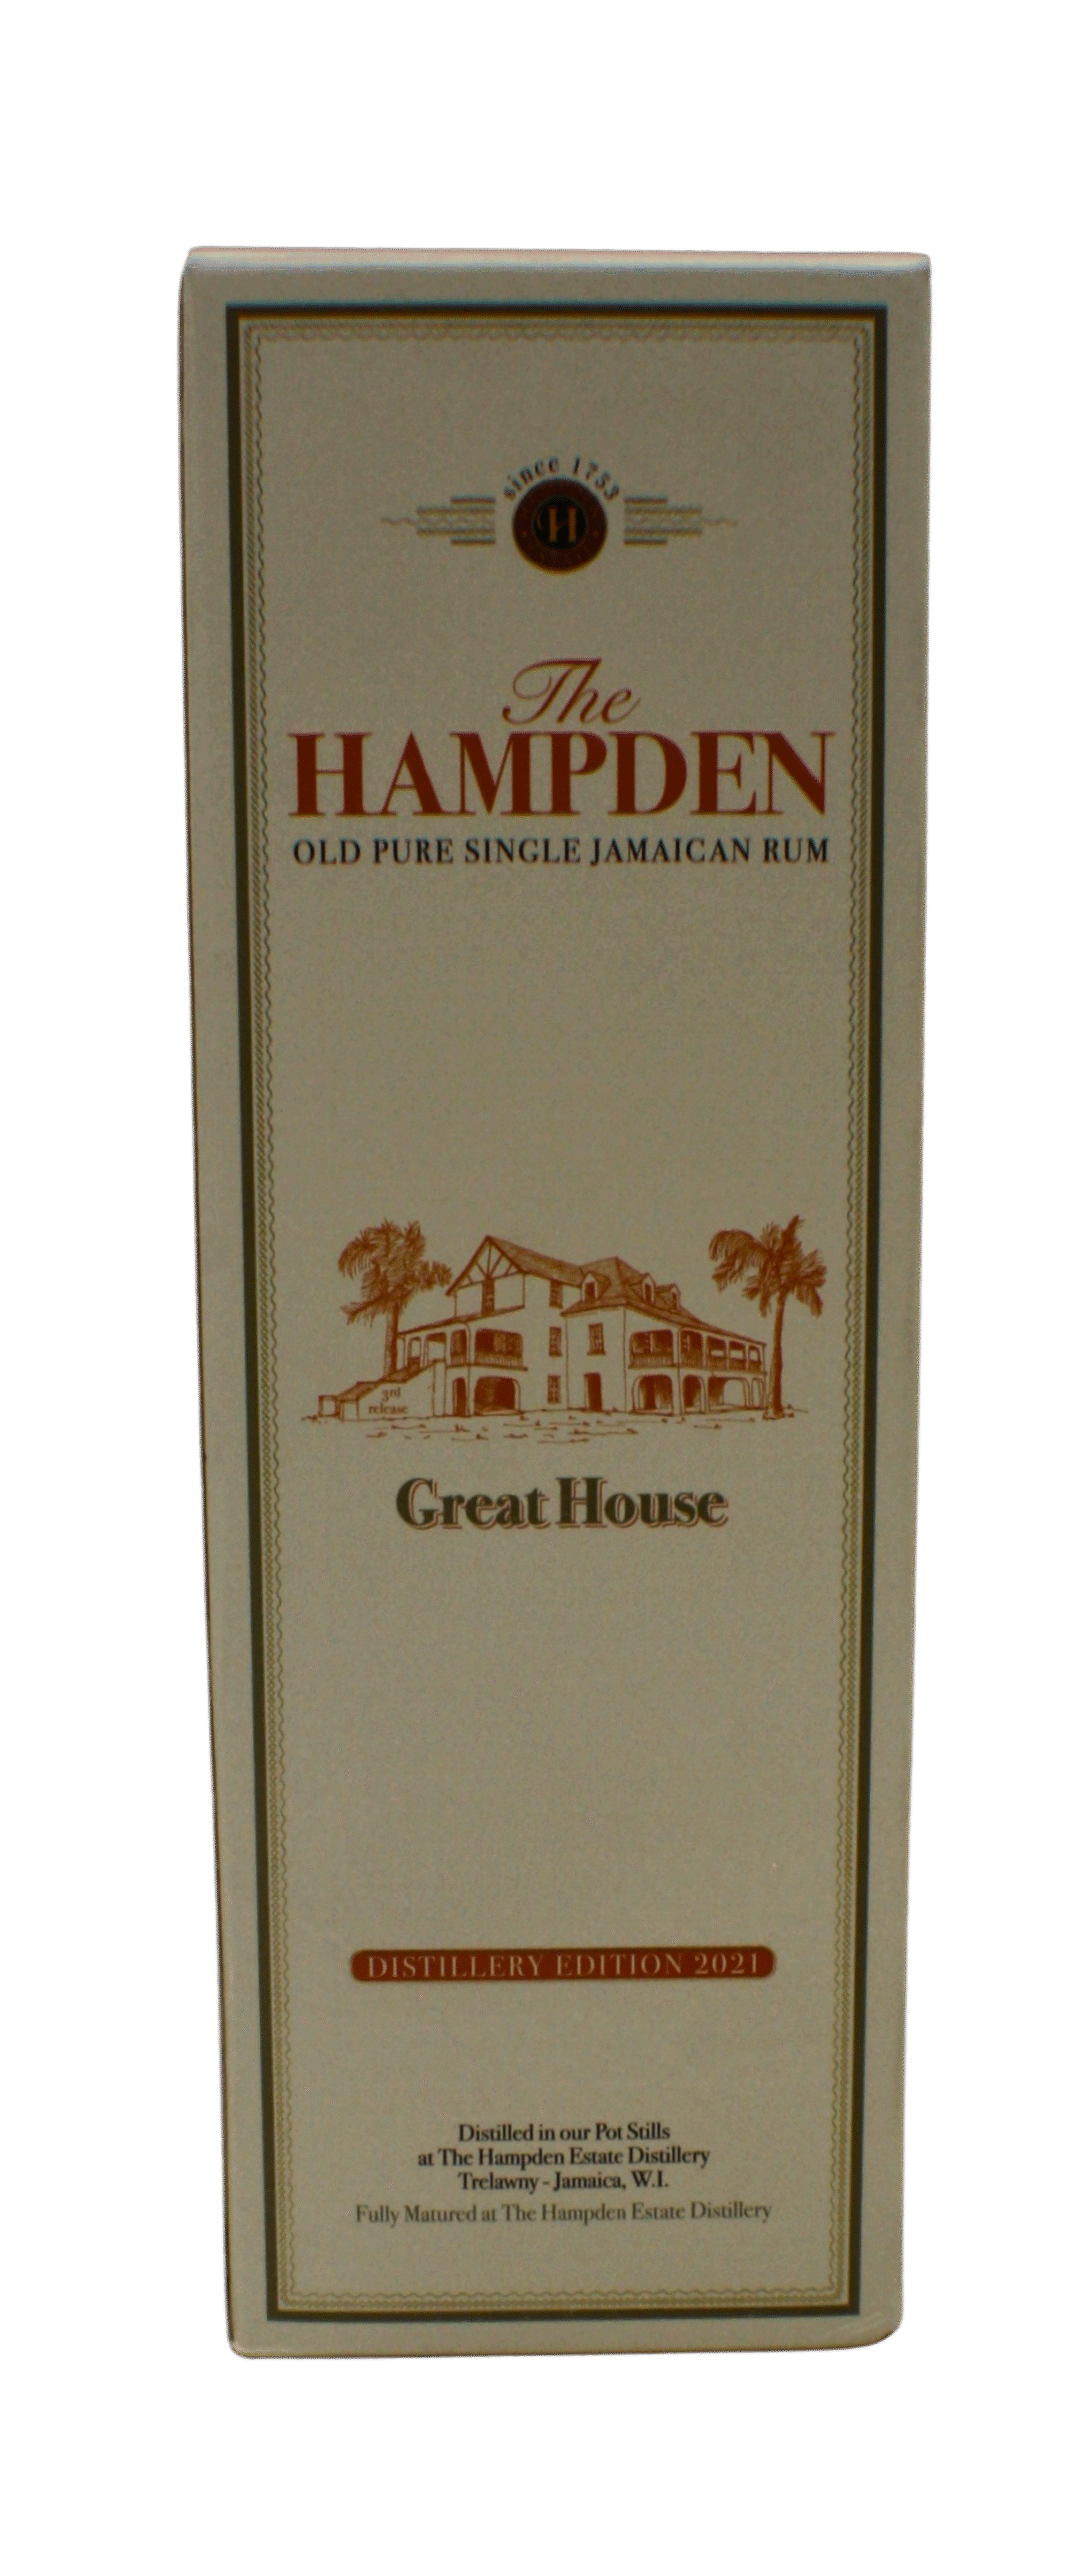 since 1753
H
The
HAMPDEN
OLD PURE SINGLE JAMAICAN RUM
3rd
release
Great House
DISTILLERY EDITION 2021
Distilled in our Pot Stills
at The Hampden Estate Distillery
Trelawny - Jamaica, W.I.
Fully Matured at The Hampden Estate Distillery